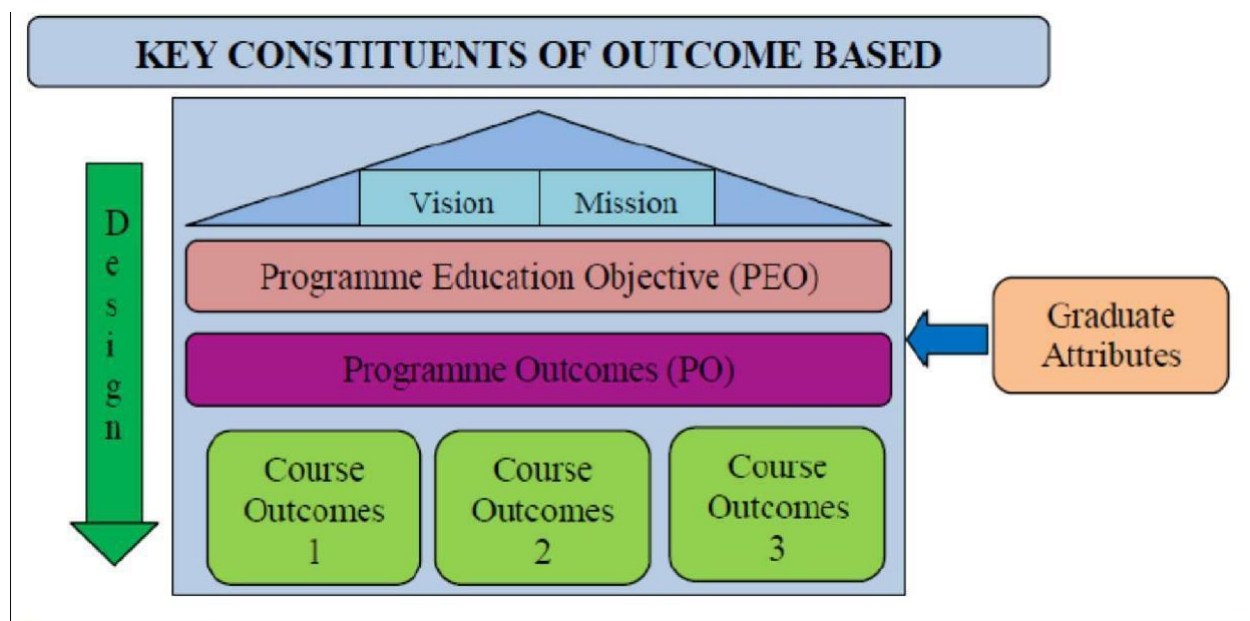 KEY CONSTITUENTS OF OUTCOME BASED
Vision
Mission
Programme Education Objective (PEO)
Programme Outcomes (PO)
Course
Outcomes
1
Course
Outcomes
2
Course
Outcomes
3
Design
Graduate
Attributes